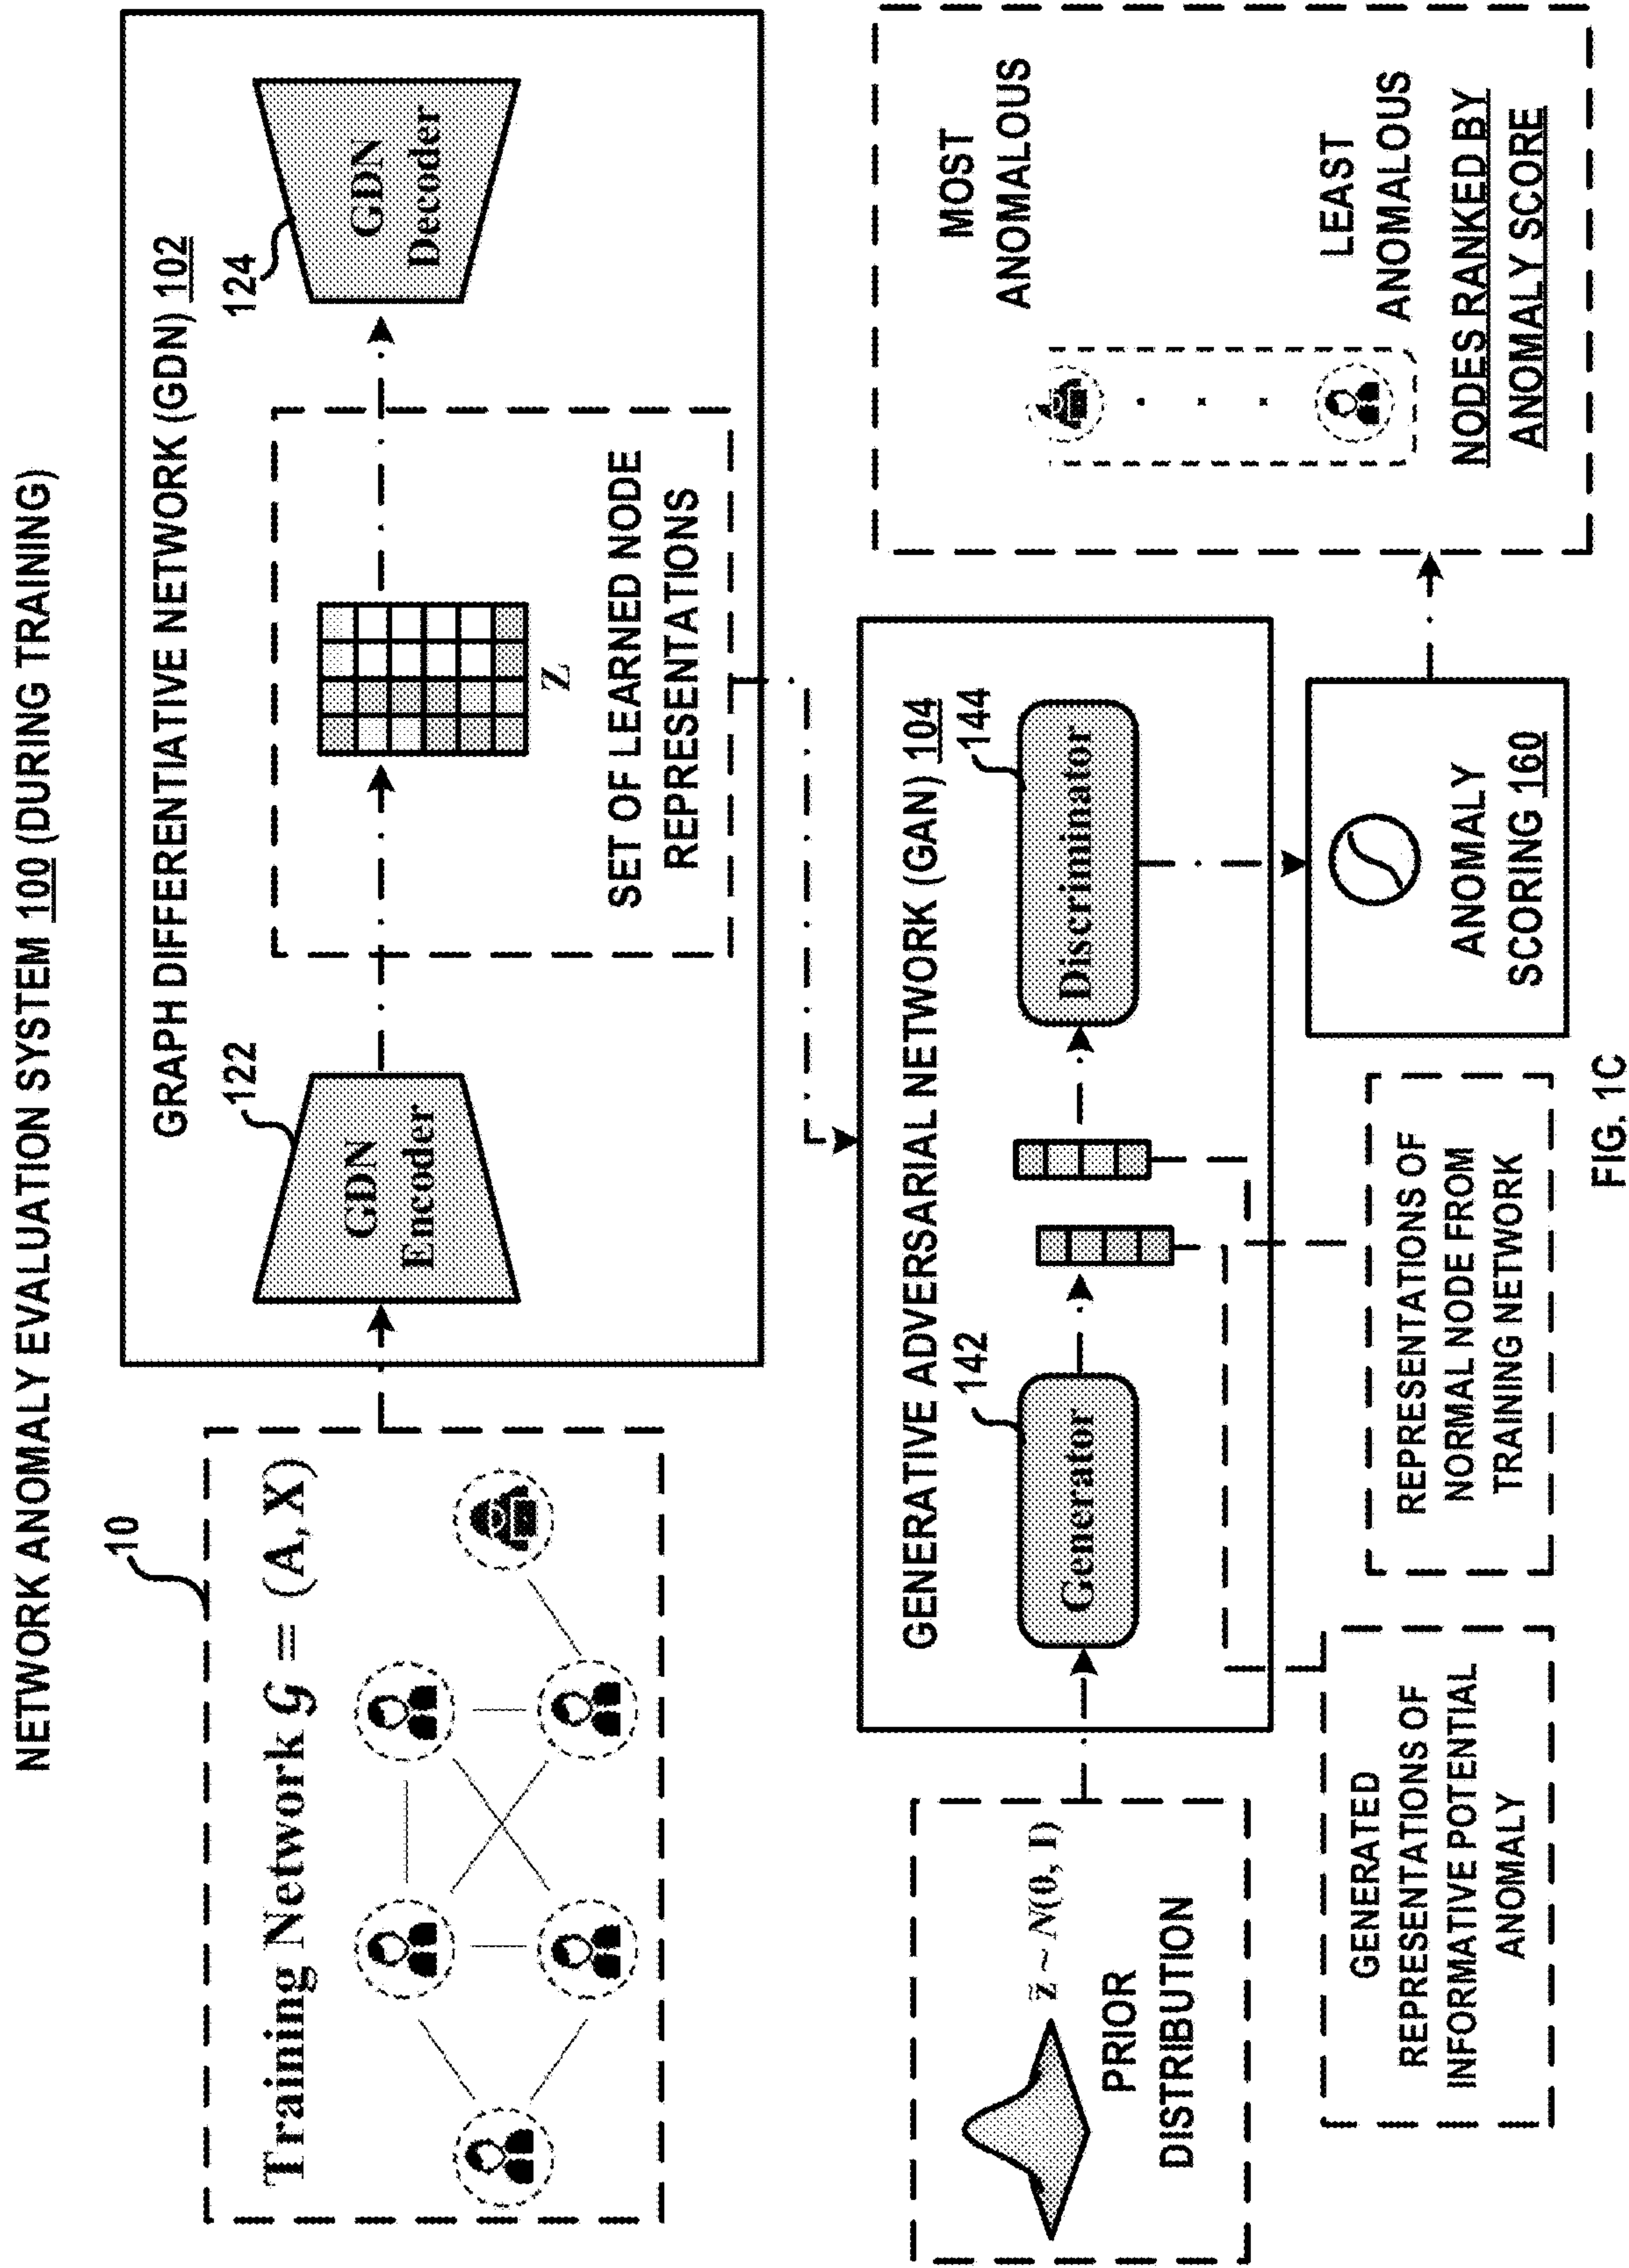 NETWORK ANOMALY EVALUATION SYSTEM 100 (DURING TRAINING)
10
Training Network 𝒢 = (A, X)
GRAPH DIFFERENTIATIVE NETWORK (GDN) 102
122
GDN
Encoder
Z
SET OF LEARNED NODE
REPRESENTATIONS
124
GDN
Decoder
z̃ ~ N(0, I)
PRIOR
DISTRIBUTION
GENERATIVE ADVERSARIAL NETWORK (GAN) 104
142
Generator
144
Discriminator
GENERATED
REPRESENTATIONS OF
INFORMATIVE POTENTIAL
ANOMALY
REPRESENTATIONS OF
NORMAL NODE FROM
TRAINING NETWORK
ANOMALY
SCORING 160
MOST
ANOMALOUS
LEAST
ANOMALOUS
NODES RANKED BY
ANOMALY SCORE
FIG. 1C